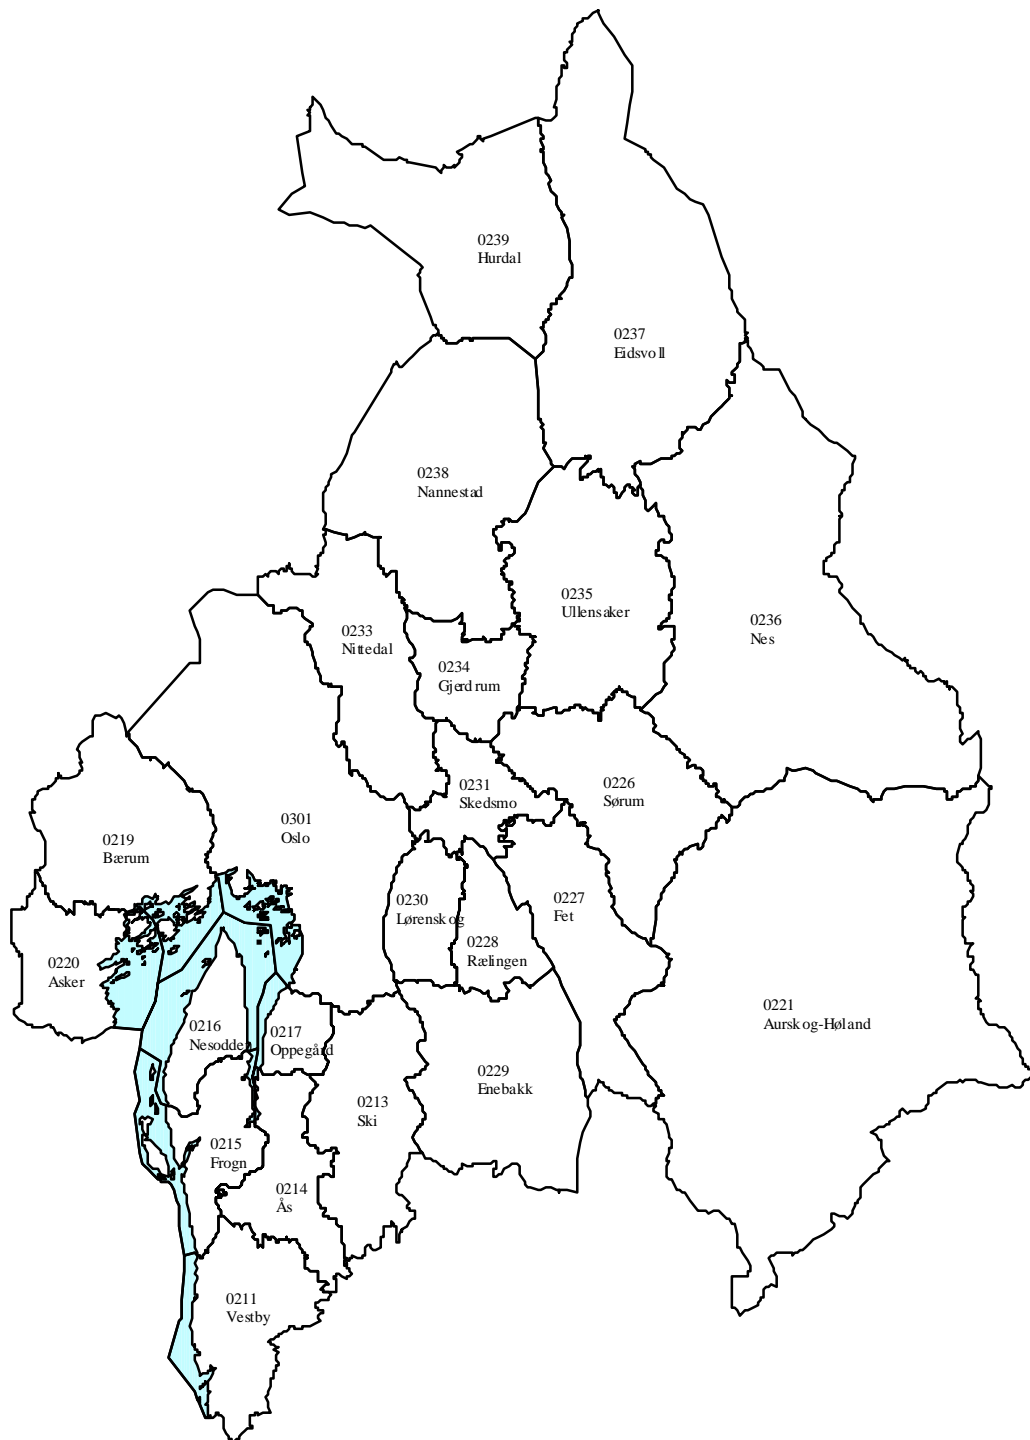 0239
Hurdal
0237
Eidsvoll
0238
Nannestad
0235
Ullensaker
0236
Nes
0233
Nittedal
0234
Gjerdrum
0231
Skedsmo
0226
Sørum
0301
Oslo
0219
Bærum
0230
Lørenskog
0227
Fet
0228
Rælingen
0220
Asker
0221
Aurskog-Høland
0216
Nesodden
0217
Oppegård
0229
Enebakk
0213
Ski
0215
Frogn
0214
Ås
0211
Vestby